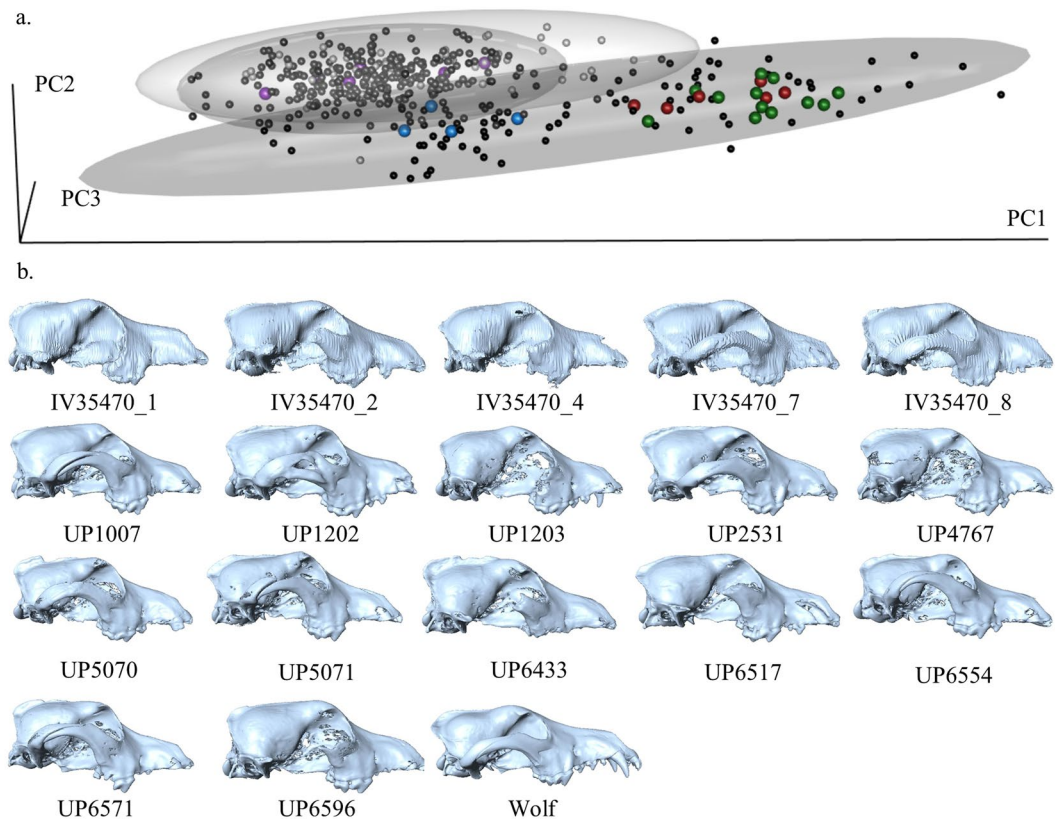 a.
PC2
PC3
PC1
b.
IV35470_1 IV35470_2 IV35470_4 IV35470_7 IV35470_8
UP1007 UP1202 UP1203 UP2531 UP4767
UP5070 UP5071 UP6433 UP6517 UP6554
UP6571 UP6596 Wolf